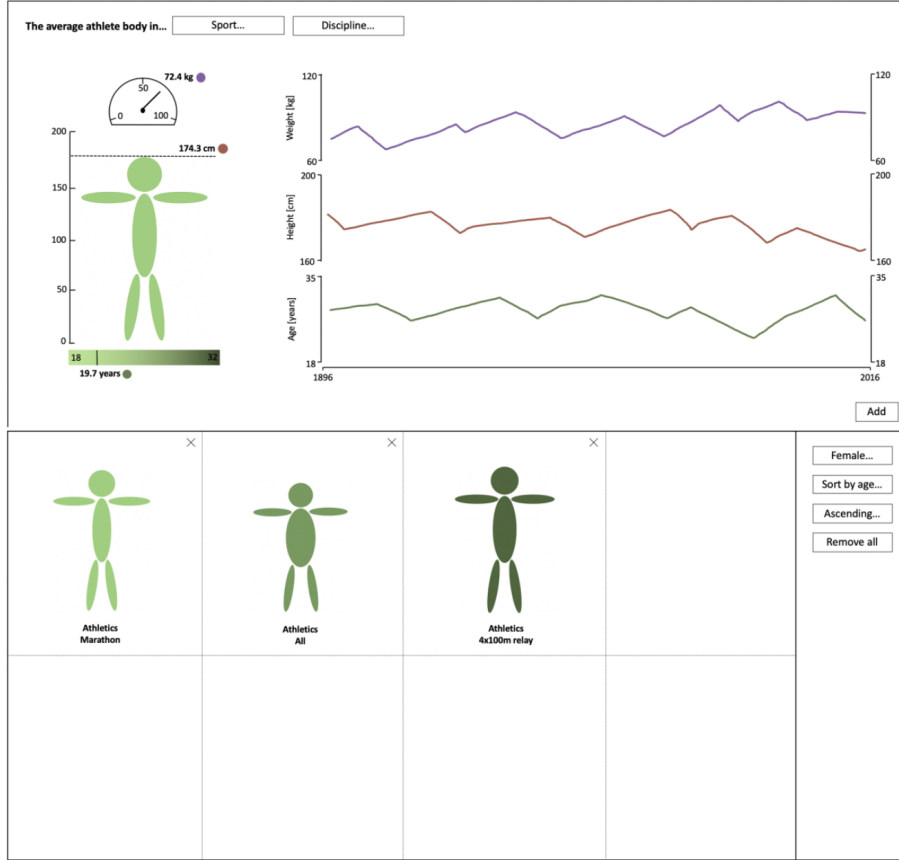 The average athlete body in... Sport... Discipline...
72.4 kg
50
0 100
174.3 cm
200
150
100
50
0
18 32
19.7 years
Weight [kg]
120 120
60 60
Height [cm]
200 200
160 160
Age [years]
35 35
18 18
1896 2016
Add
Athletics
Marathon
Athletics
All
Athletics
4x100m relay
Female...
Sort by age...
Ascending...
Remove all